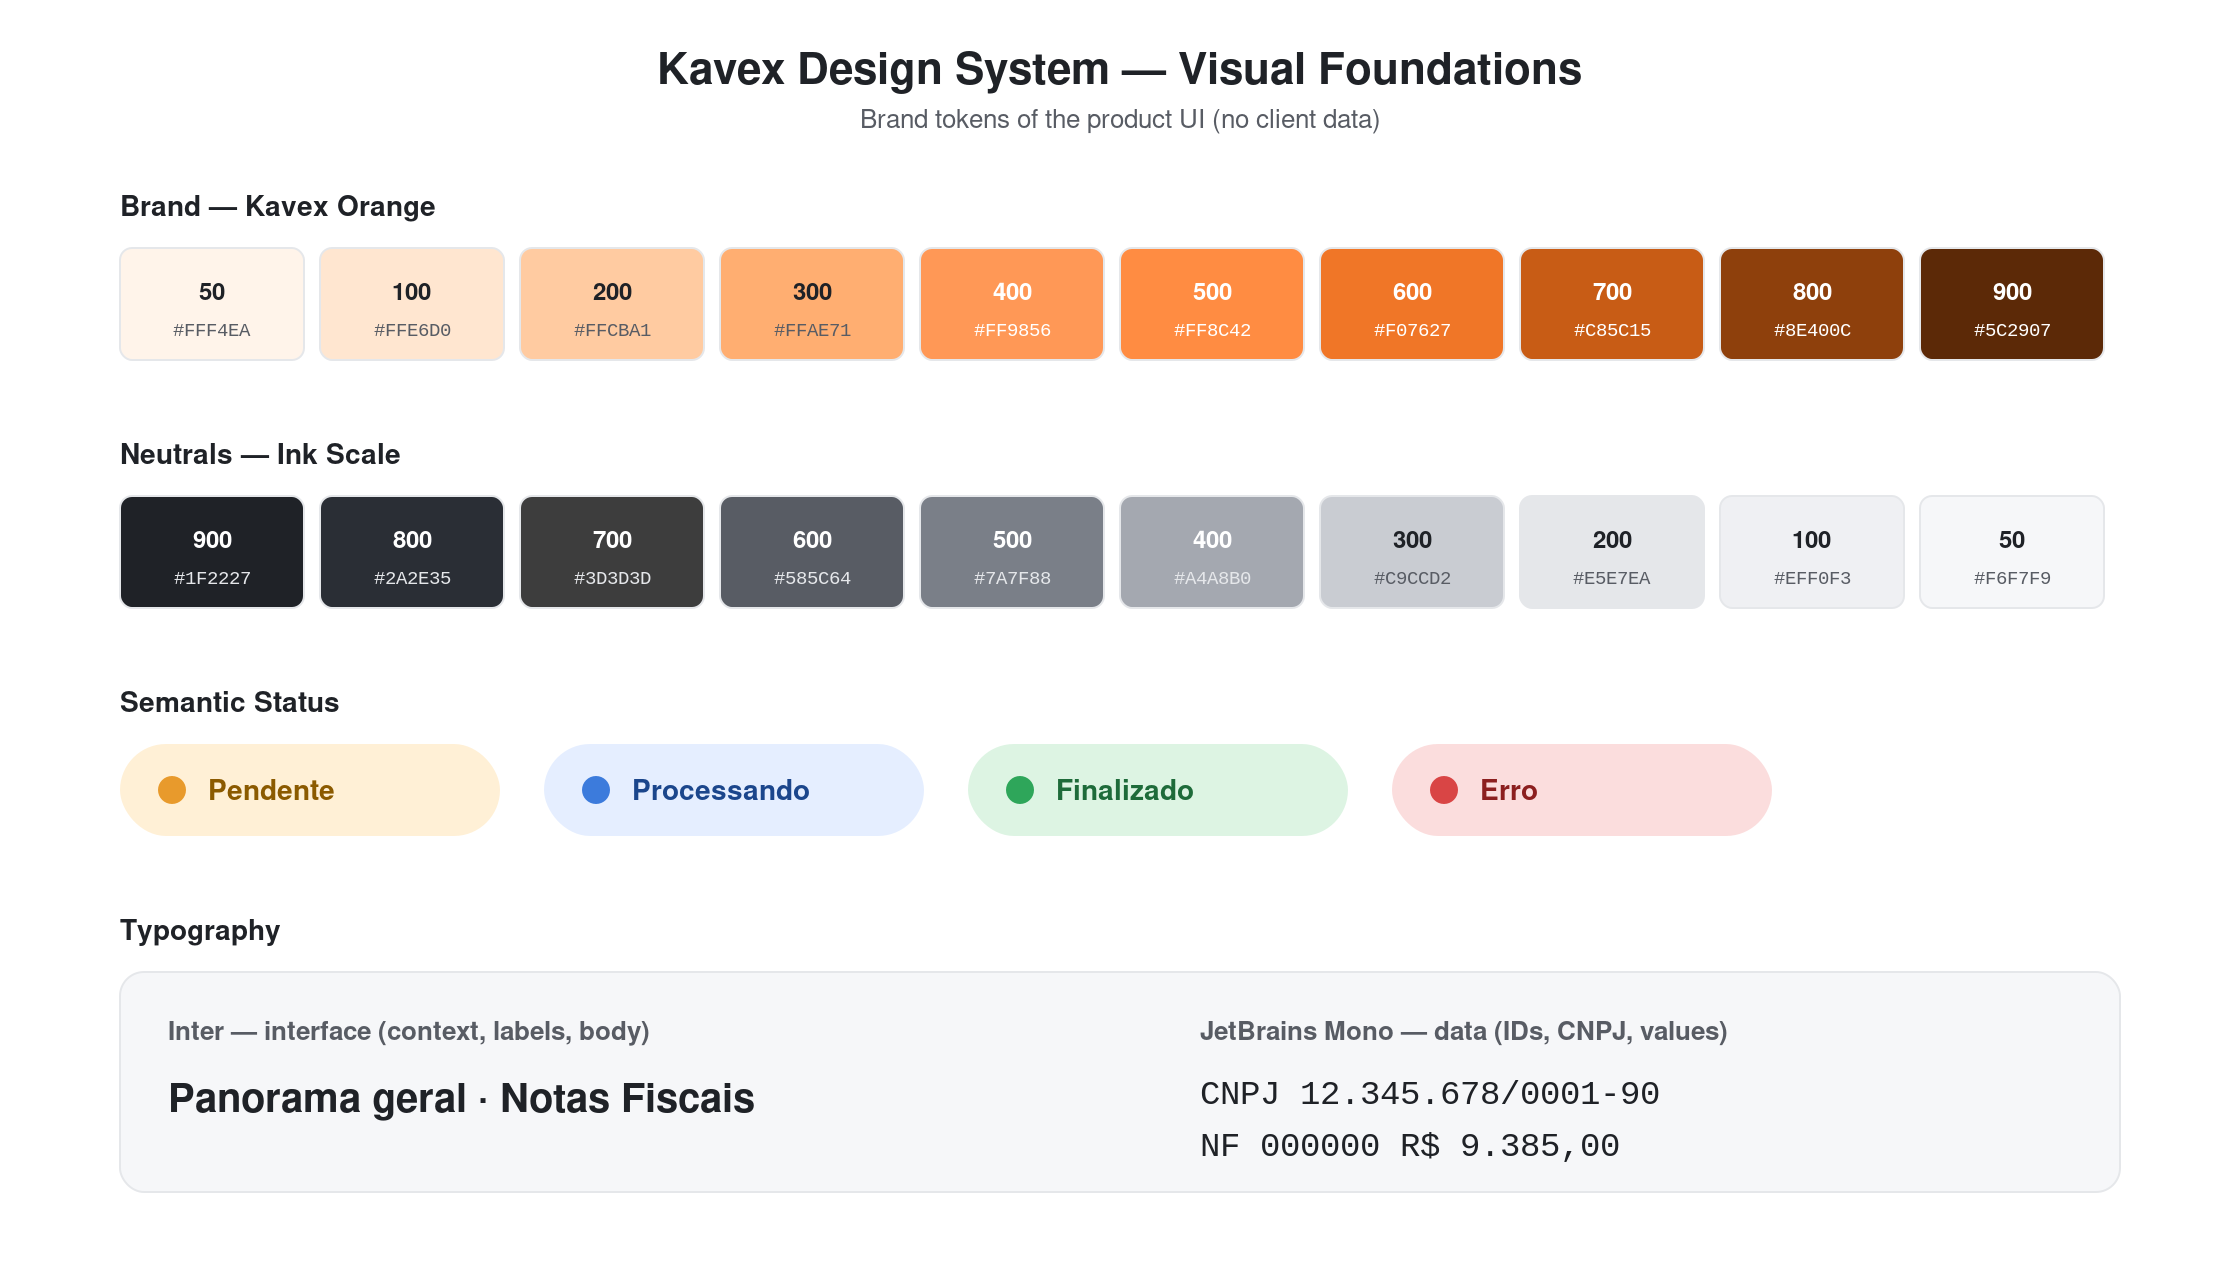 Kavex Design System — Visual Foundations
Brand tokens of the product UI (no client data)
Brand — Kavex Orange
50 100 200 300 400 500 600 700 800 900
#FFF4EA #FFE6D0 #FFCBA1 #FFAE71 #FF9856 #FF8C42 #F07627 #C85C15 #8E400C #5C2907
Neutrals — Ink Scale
900 800 700 600 500 400 300 200 100 50
#1F2227 #2A2E35 #3D3D3D #585C64 #7A7F88 #A4A8B0 #C9CCD2 #E5E7EA #EFF0F3 #F6F7F9
Semantic Status
Pendente Processando Finalizado Erro
Typography
Inter — interface (context, labels, body)
Panorama geral · Notas Fiscais
JetBrains Mono — data (IDs, CNPJ, values)
CNPJ 12.345.678/0001-90
NF 000000 R$ 9.385,00